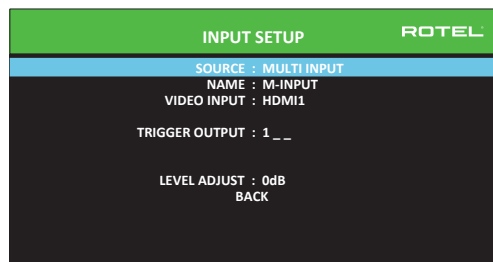 INPUT SETUP
ROTEL
SOURCE : MULTI INPUT
NAME : M-INPUT
VIDEO INPUT : HDMI1
TRIGGER OUTPUT : 1 _ _
LEVEL ADJUST : 0dB
BACK